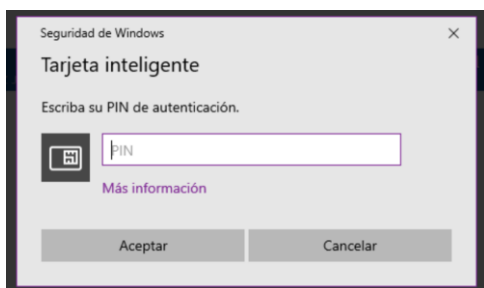 Seguridad de Windows
Tarjeta inteligente
Escriba su PIN de autenticación.
PIN
Más información
Aceptar Cancelar